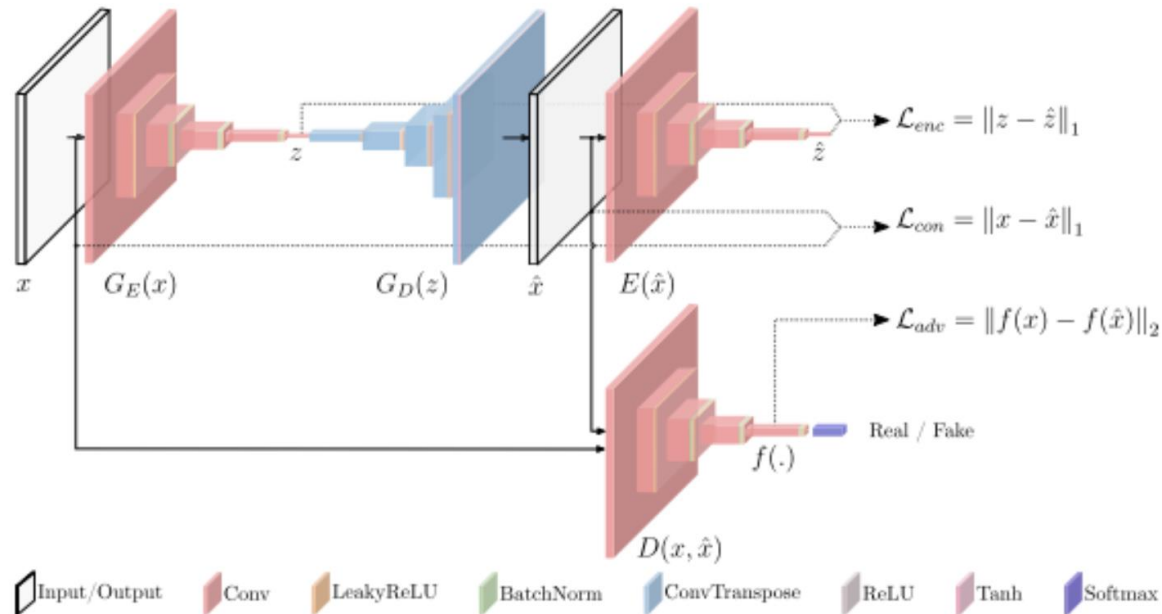 z
ẑ
ℒ_enc = ‖z − ẑ‖₁
ℒ_con = ‖x − x̂‖₁
x
G_E(x)
G_D(z)
x̂
E(x̂)
ℒ_adv = ‖f(x) − f(x̂)‖₂
Real / Fake
f(.)
D(x, x̂)
Input/Output Conv LeakyReLU BatchNorm ConvTranspose ReLU Tanh Softmax